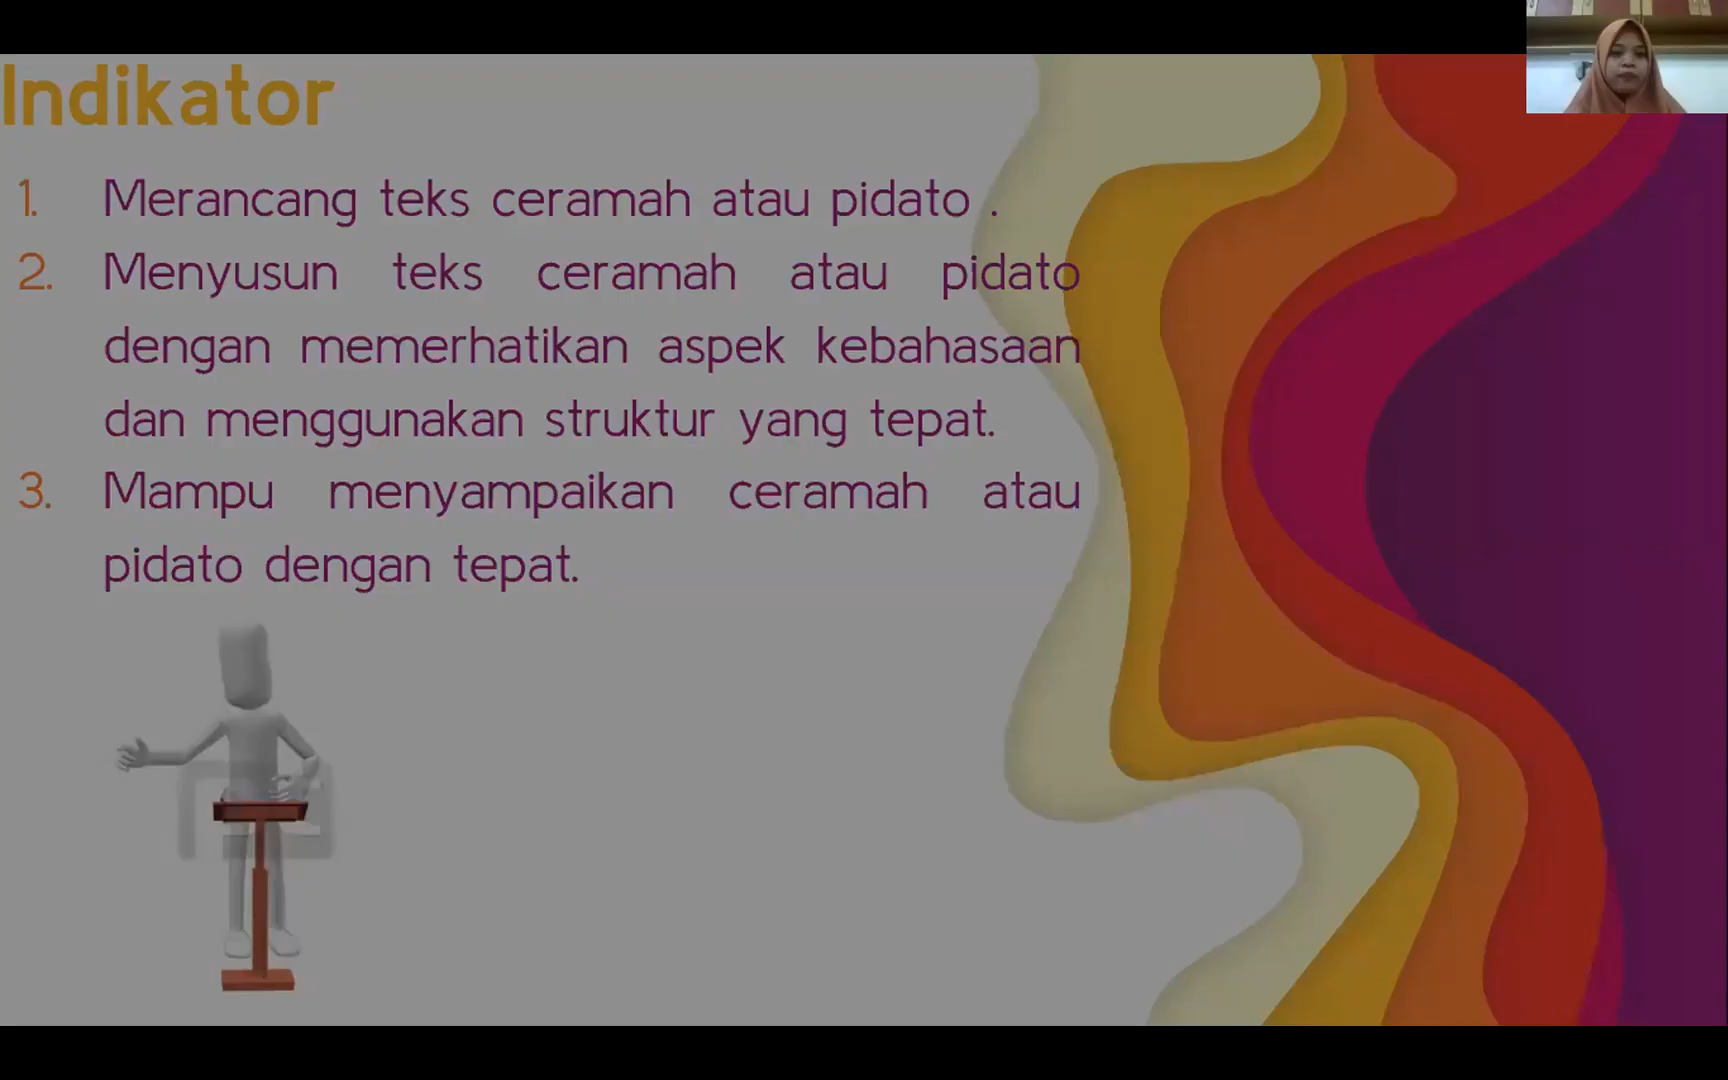 Indikator
1. Merancang teks ceramah atau pidato .
2. Menyusun teks ceramah atau pidato
dengan memerhatikan aspek kebahasaan
dan menggunakan struktur yang tepat.
3. Mampu menyampaikan ceramah atau
pidato dengan tepat.